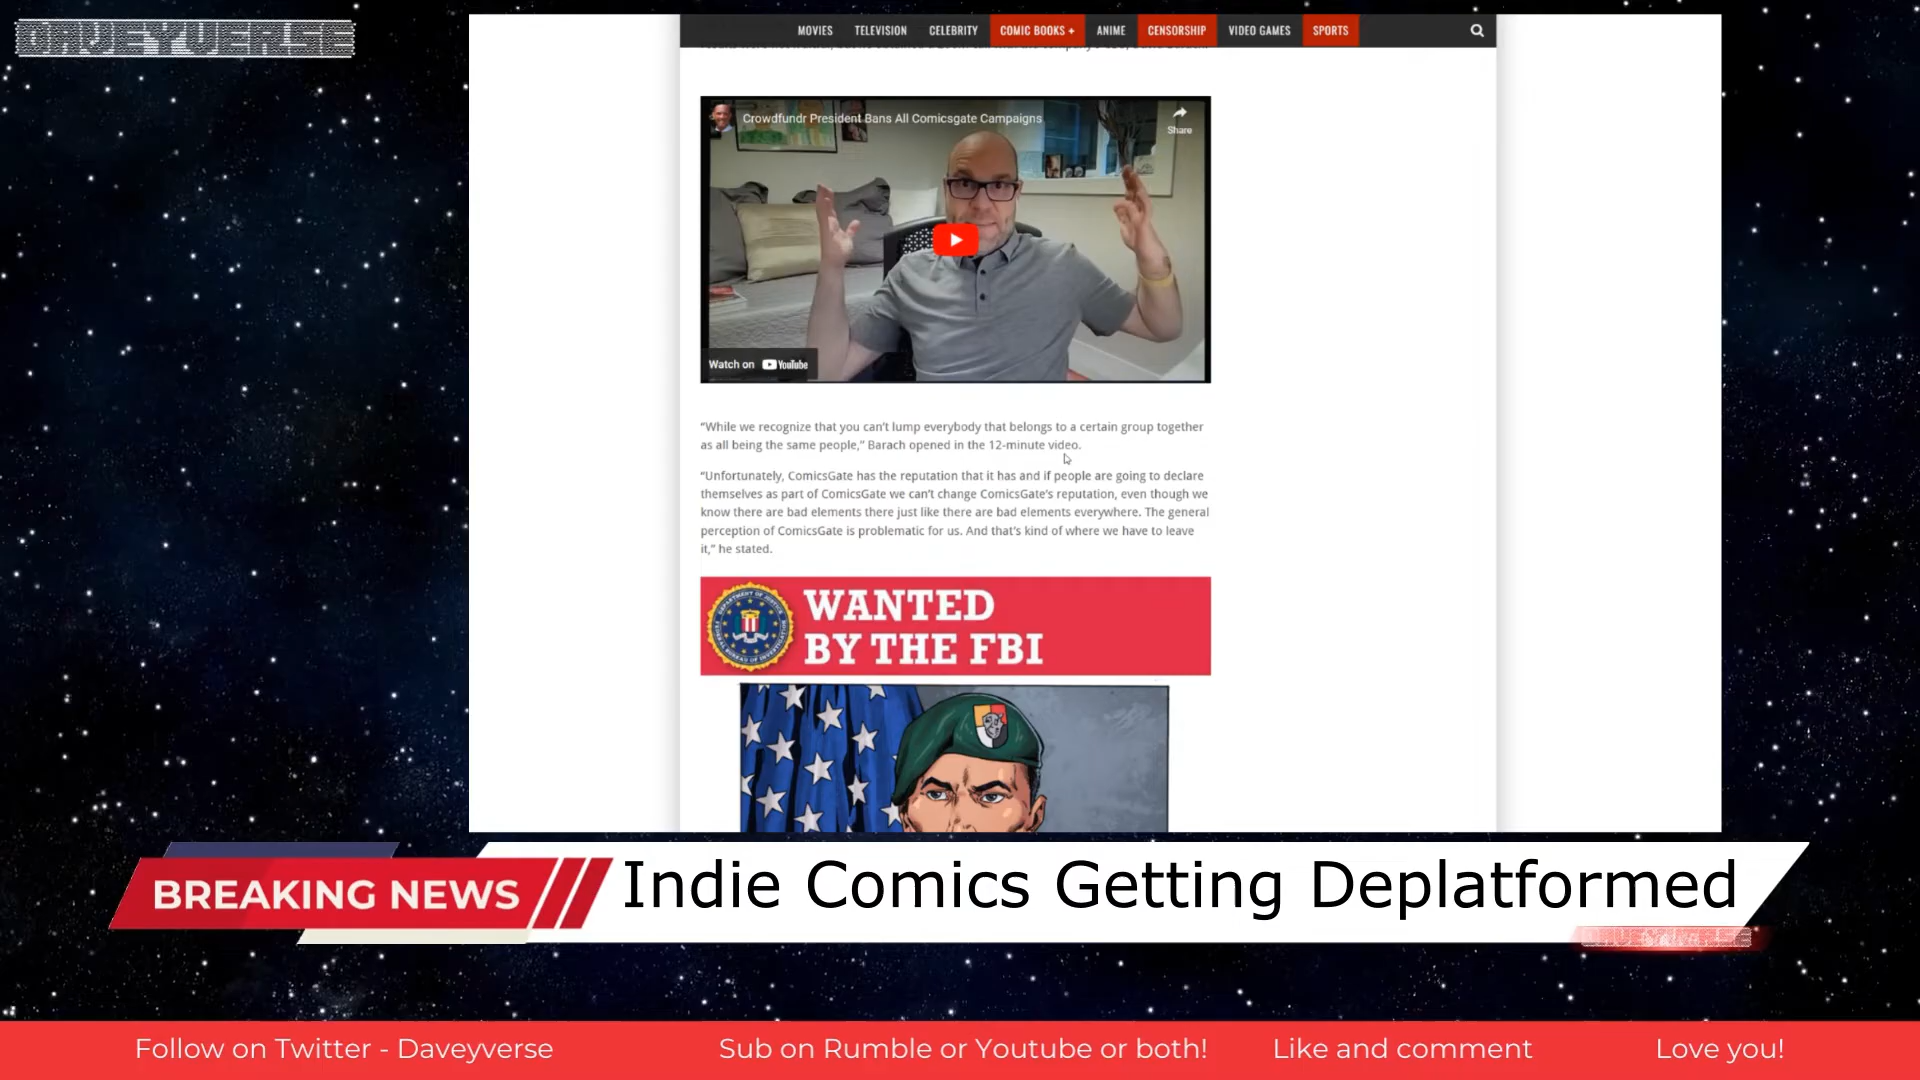 DAVEYVERSE
MOVIES TELEVISION CELEBRITY COMIC BOOKS + ANIME CENSORSHIP VIDEO GAMES SPORTS
Crowdfundr President Bans All Comicsgate Campaigns
Share
Watch on YouTube
“While we recognize that you can’t lump everybody that belongs to a certain group together
as all being the same people,” Barach opened in the 12-minute video.
“Unfortunately, ComicsGate has the reputation that it has and if people are going to declare
themselves as part of ComicsGate we can’t change ComicsGate’s reputation, even though we
know there are bad elements there just like there are bad elements everywhere. The general
perception of ComicsGate is problematic for us. And that’s kind of where we have to leave
it,” he stated.
WANTED
BY THE FBI
BREAKING NEWS
Indie Comics Getting Deplatformed
Follow on Twitter - Daveyverse Sub on Rumble or Youtube or both! Like and comment Love you!